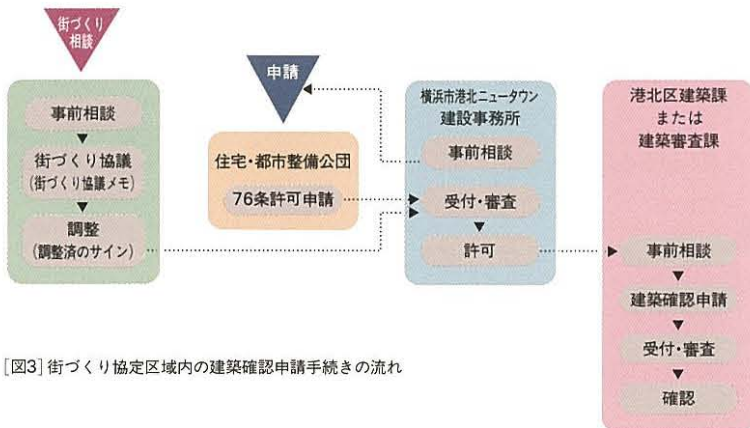 街づくり
相談
事前相談
街づくり協議
(街づくり協議メモ)
調整
(調整済のサイン)
申請
住宅・都市整備公団
76条許可申請
横浜市港北ニュータウン
建設事務所
事前相談
受付・審査
許可
港北区建築課
または
建築審査課
事前相談
建築確認申請
受付・審査
確認
[図3] 街づくり協定区域内の建築確認申請手続きの流れ